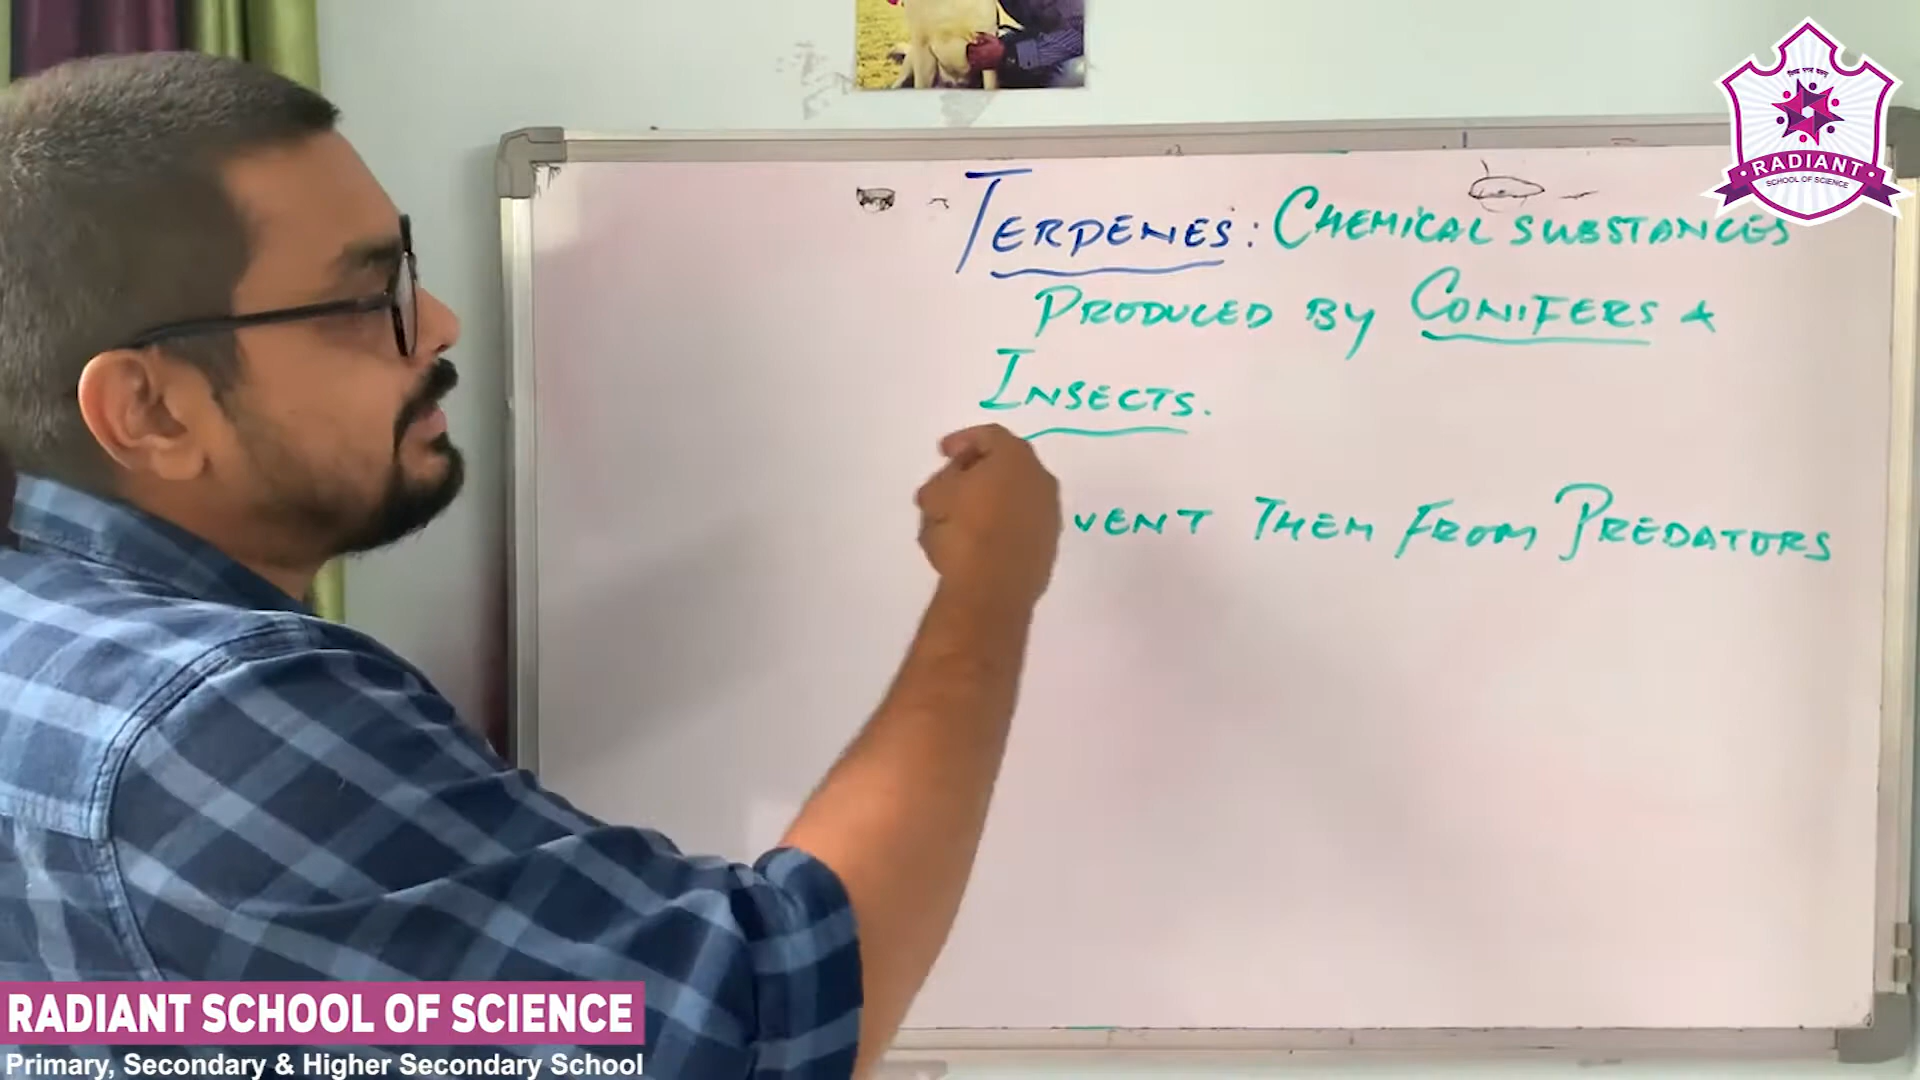 TERPENES: CHEMICAL SUBSTANCES
PRODUCED BY CONIFERS &
INSECTS.
VENT THEM FROM PREDATORS
RADIANT
SCHOOL OF SCIENCE
RADIANT SCHOOL OF SCIENCE
Primary, Secondary & Higher Secondary School